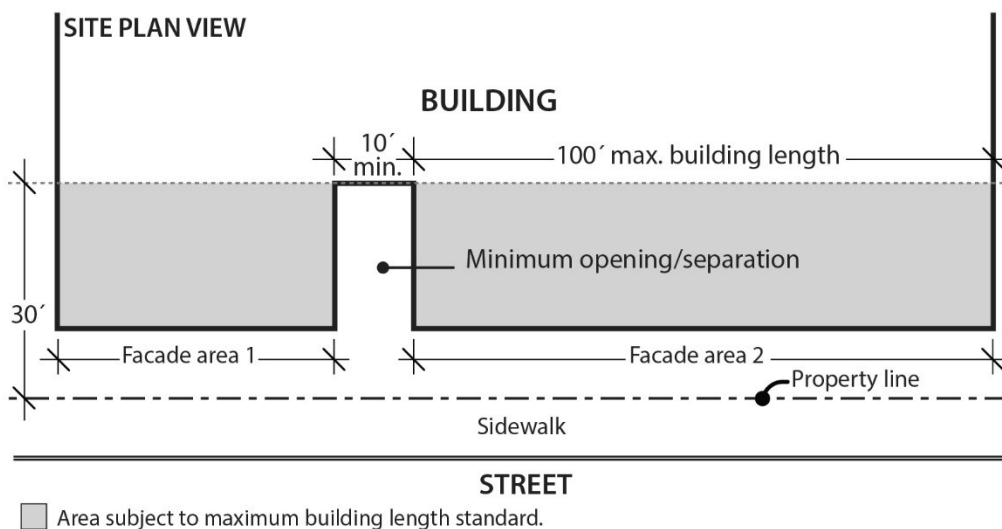 SITE PLAN VIEW
BUILDING
10´
min.
100´ max. building length
Minimum opening/separation
30´
Facade area 1
Facade area 2
Property line
Sidewalk
STREET
Area subject to maximum building length standard.